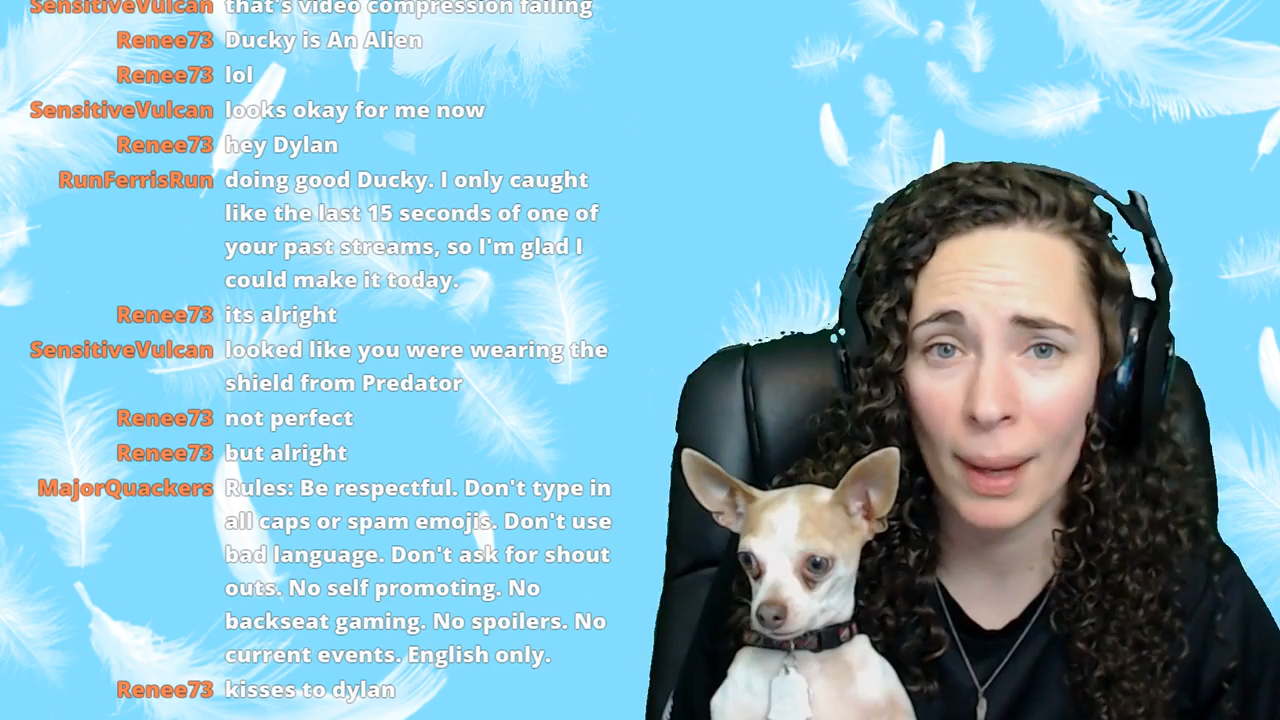 SensitiveVulcan that's video compression failing
Renee73 Ducky is An Alien
Renee73 lol
SensitiveVulcan looks okay for me now
Renee73 hey Dylan
RunFerrisRun doing good Ducky. I only caught
like the last 15 seconds of one of
your past streams, so I'm glad I
could make it today.
Renee73 its alright
SensitiveVulcan looked like you were wearing the
shield from Predator
Renee73 not perfect
Renee73 but alright
MajorQuackers Rules: Be respectful. Don't type in
all caps or spam emojis. Don't use
bad language. Don't ask for shout
outs. No self promoting. No
backseat gaming. No spoilers. No
current events. English only.
Renee73 kisses to dylan